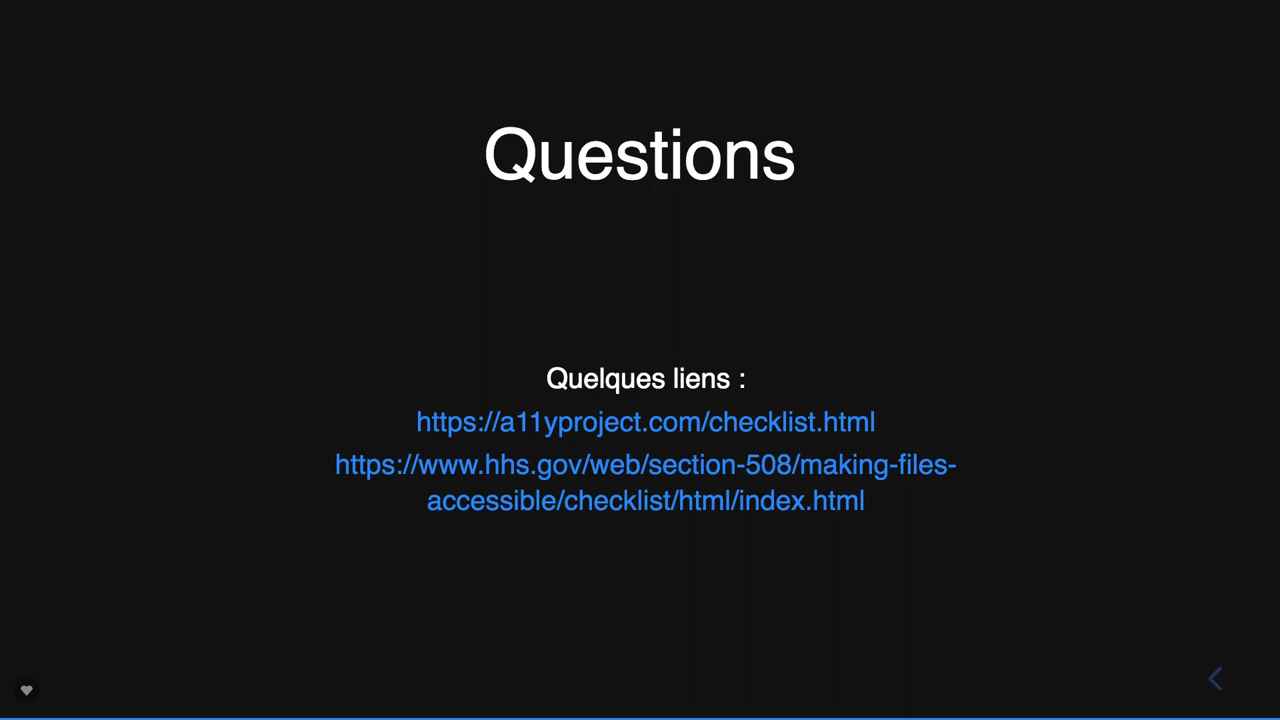 Questions
Quelques liens :
https://a11yproject.com/checklist.html
https://www.hhs.gov/web/section-508/making-files-
accessible/checklist/html/index.html